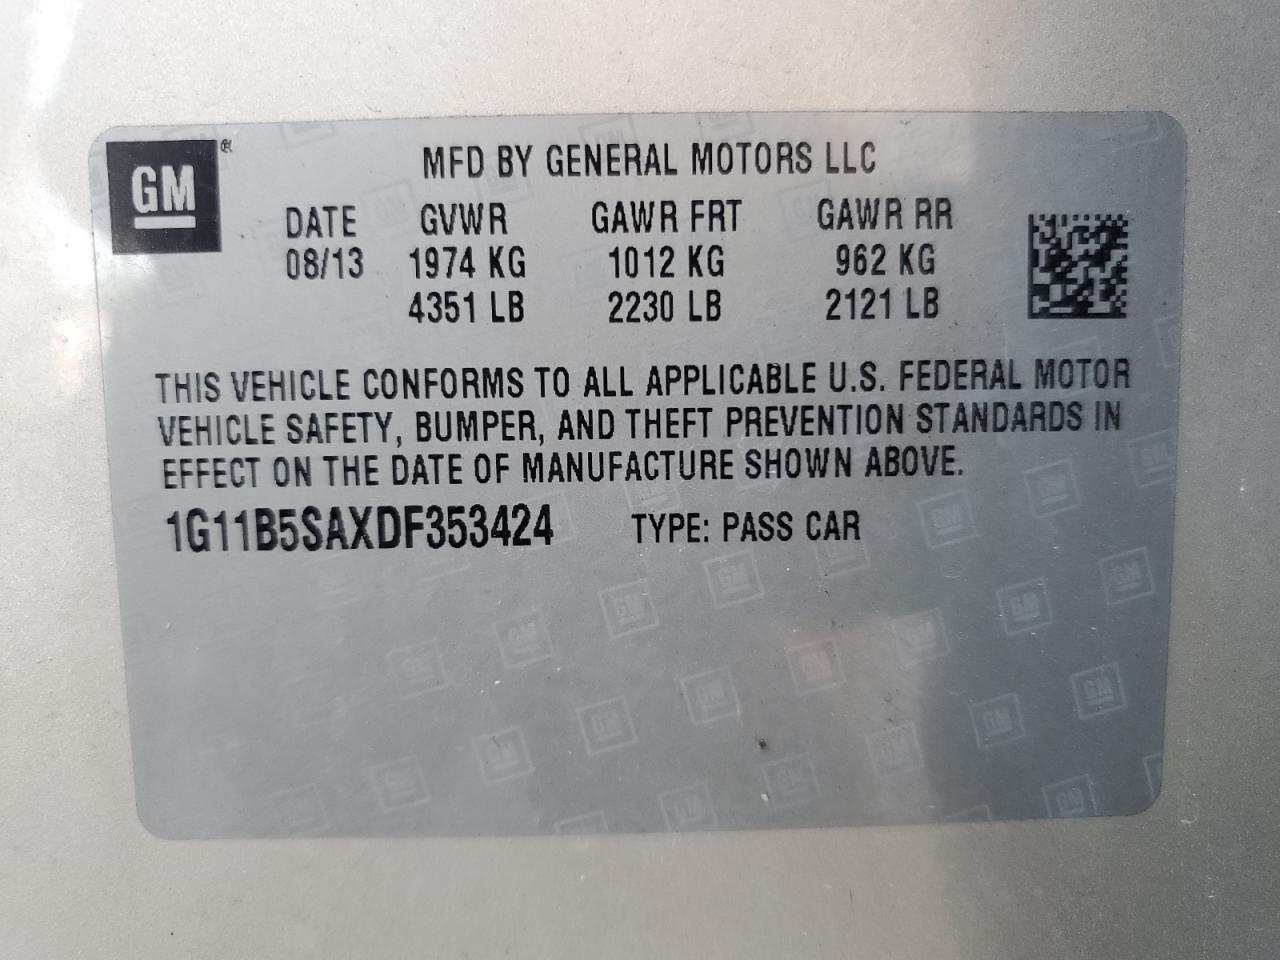 GM®
MFD BY GENERAL MOTORS LLC
DATE GVWR GAWR FRT GAWR RR
08/13 1974 KG 1012 KG 962 KG
4351 LB 2230 LB 2121 LB
THIS VEHICLE CONFORMS TO ALL APPLICABLE U.S. FEDERAL MOTOR
VEHICLE SAFETY, BUMPER, AND THEFT PREVENTION STANDARDS IN
EFFECT ON THE DATE OF MANUFACTURE SHOWN ABOVE.
1G11B5SAXDF353424 TYPE: PASS CAR